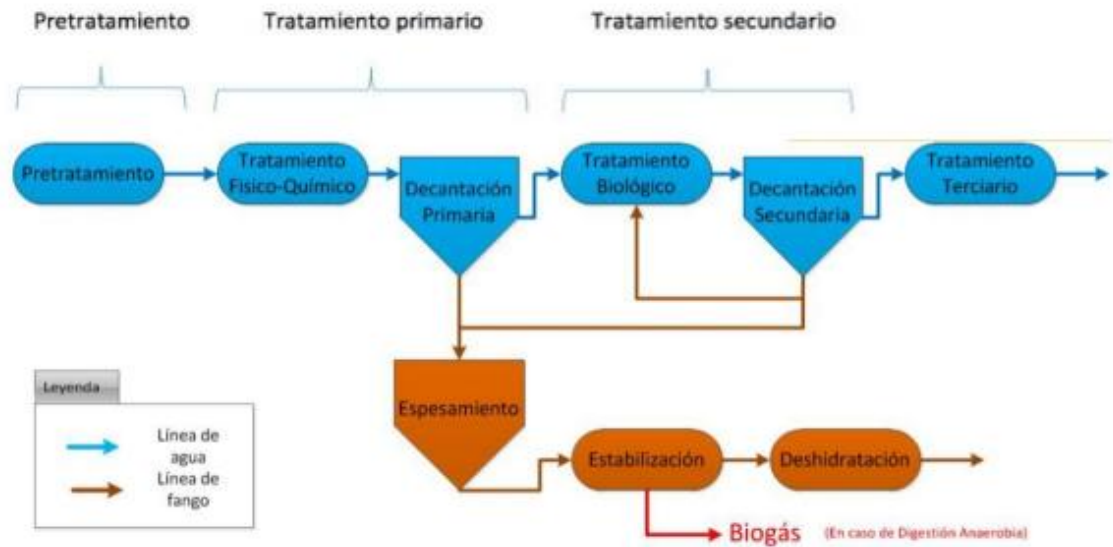 Pretratamiento
Tratamiento primario
Tratamiento secundario
Pretratamiento
Tratamiento
Fisico-Químico
Decantación
Primaria
Tratamiento
Biológico
Decantación
Secundaria
Tratamiento
Terciario
Espesamiento
Estabilización
Deshidratación
Biogás (En caso de Digestión Anaerobia)
Leyenda
Línea de
agua
Línea de
fango